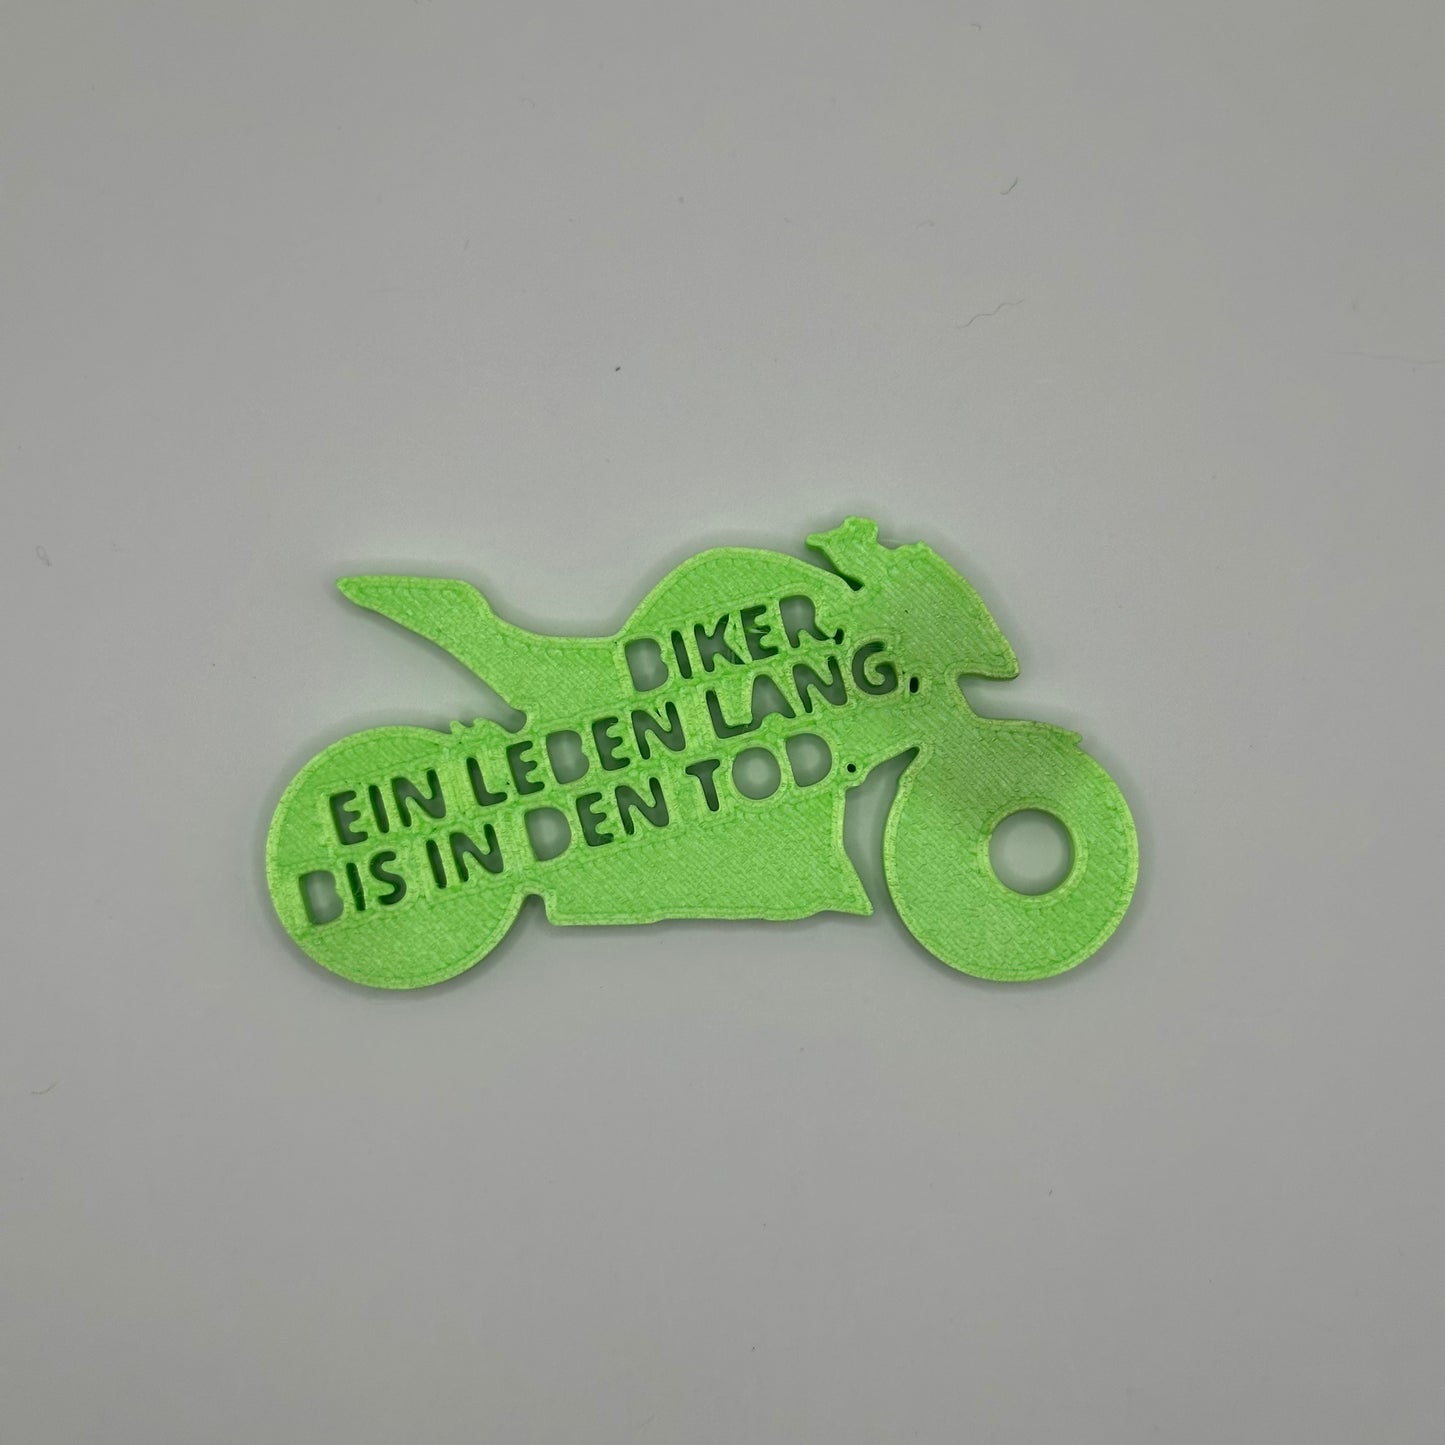 BIKER,
EIN LEBEN LANG,
BIS IN DEN TOD.